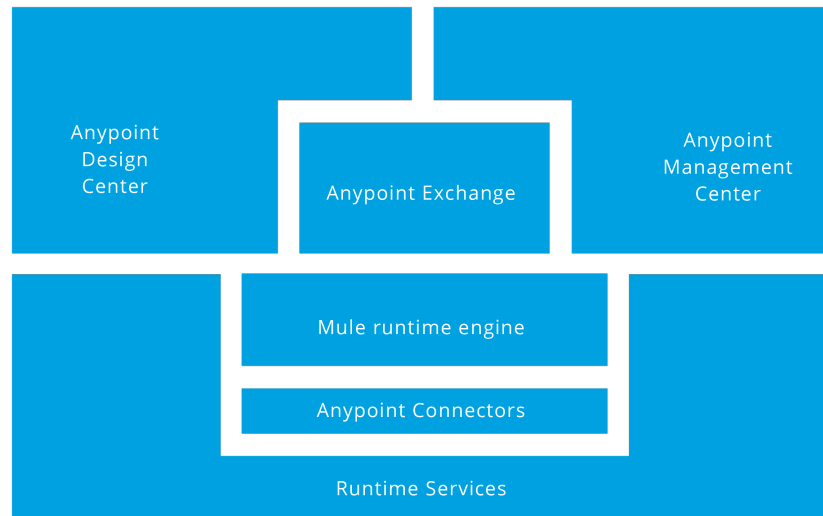 Anypoint
Design
Center
Anypoint Exchange
Anypoint
Management
Center
Mule runtime engine
Anypoint Connectors
Runtime Services